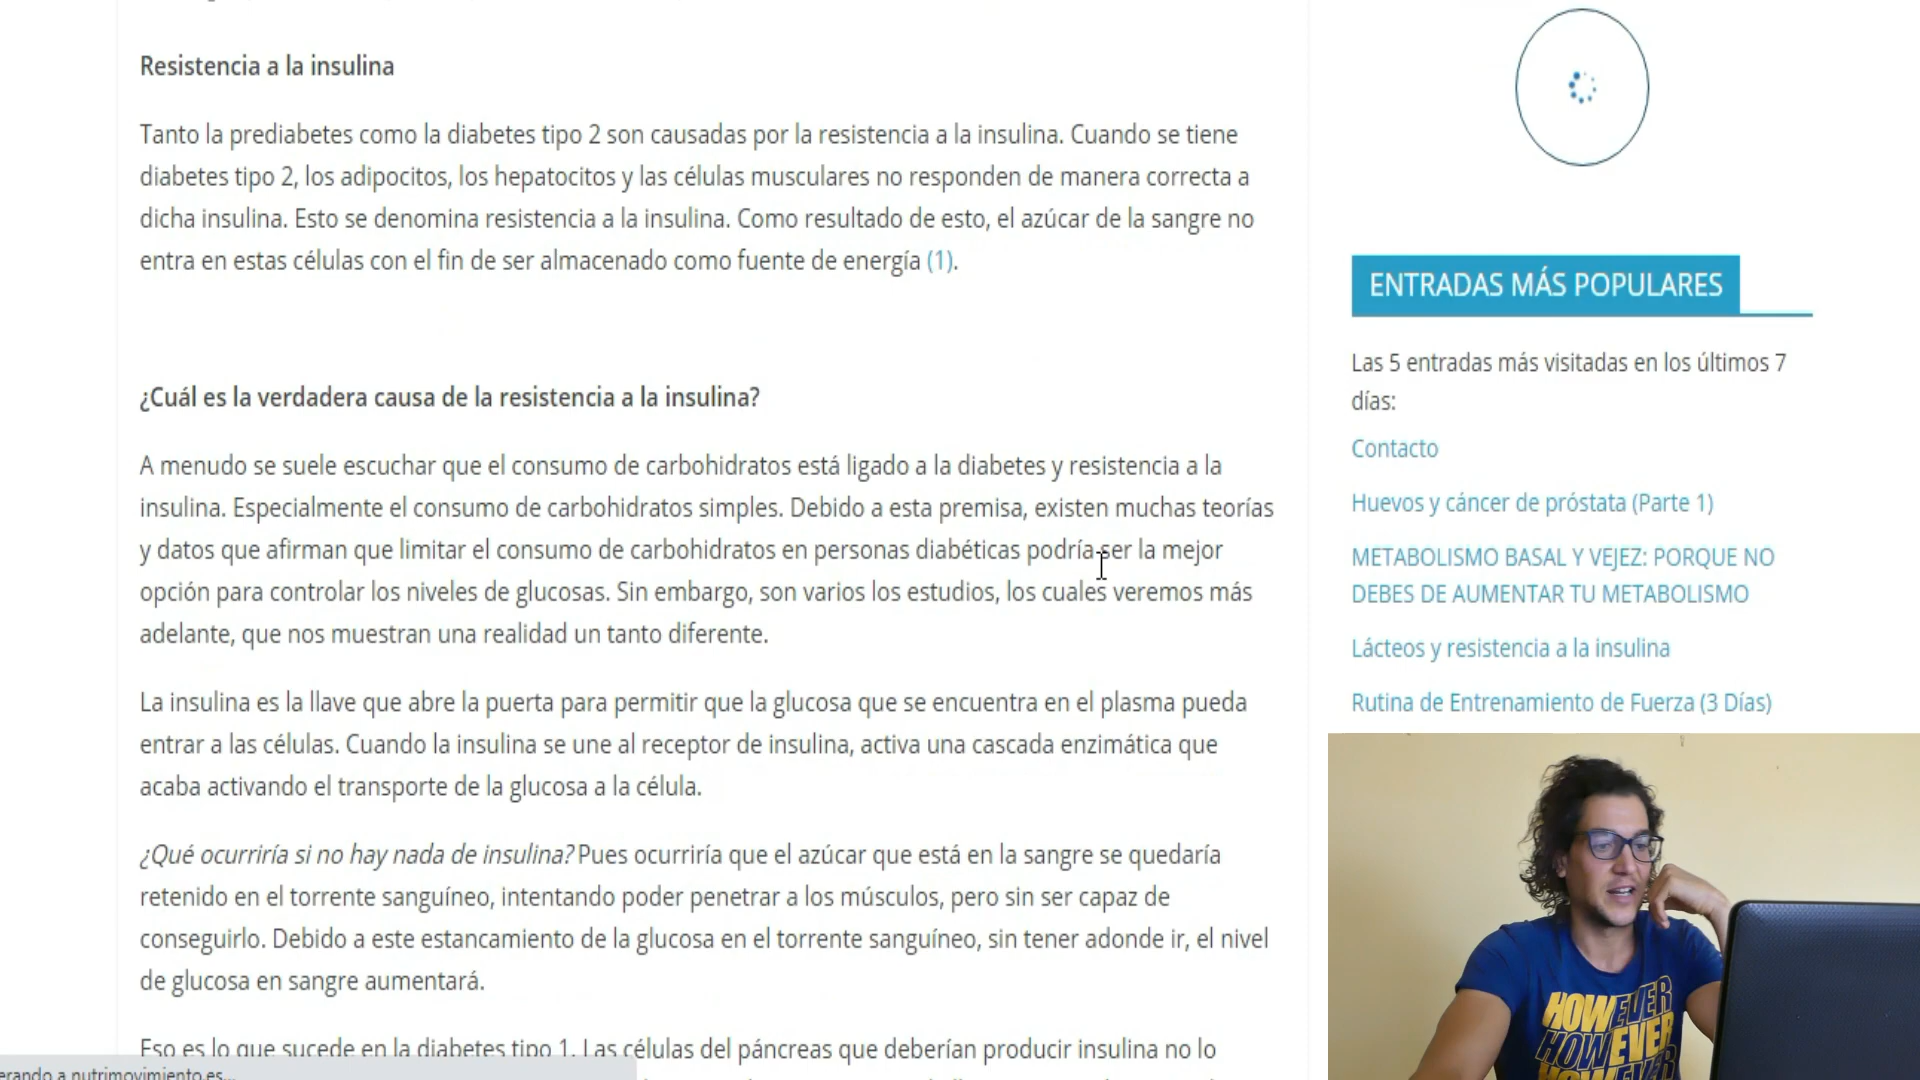 Resistencia a la insulina
Tanto la prediabetes como la diabetes tipo 2 son causadas por la resistencia a la insulina. Cuando se tiene
diabetes tipo 2, los adipocitos, los hepatocitos y las células musculares no responden de manera correcta a
dicha insulina. Esto se denomina resistencia a la insulina. Como resultado de esto, el azúcar de la sangre no
entra en estas células con el fin de ser almacenado como fuente de energía (1).
¿Cuál es la verdadera causa de la resistencia a la insulina?
A menudo se suele escuchar que el consumo de carbohidratos está ligado a la diabetes y resistencia a la
insulina. Especialmente el consumo de carbohidratos simples. Debido a esta premisa, existen muchas teorías
y datos que afirman que limitar el consumo de carbohidratos en personas diabéticas podría ser la mejor
opción para controlar los niveles de glucosas. Sin embargo, son varios los estudios, los cuales veremos más
adelante, que nos muestran una realidad un tanto diferente.
La insulina es la llave que abre la puerta para permitir que la glucosa que se encuentra en el plasma pueda
entrar a las células. Cuando la insulina se une al receptor de insulina, activa una cascada enzimática que
acaba activando el transporte de la glucosa a la célula.
¿Qué ocurriría si no hay nada de insulina? Pues ocurriría que el azúcar que está en la sangre se quedaría
retenido en el torrente sanguíneo, intentando poder penetrar a los músculos, pero sin ser capaz de
conseguirlo. Debido a este estancamiento de la glucosa en el torrente sanguíneo, sin tener adonde ir, el nivel
de glucosa en sangre aumentará.
Eso es lo que sucede en la diabetes tipo 1. Las células del páncreas que deberían producir insulina no lo
erando a nutrimovimiento.es...
ENTRADAS MÁS POPULARES
Las 5 entradas más visitadas en los últimos 7
días:
Contacto
Huevos y cáncer de próstata (Parte 1)
METABOLISMO BASAL Y VEJEZ: PORQUE NO
DEBES DE AUMENTAR TU METABOLISMO
Lácteos y resistencia a la insulina
Rutina de Entrenamiento de Fuerza (3 Días)
HOWEVER
HOWEVER
HOWEVER